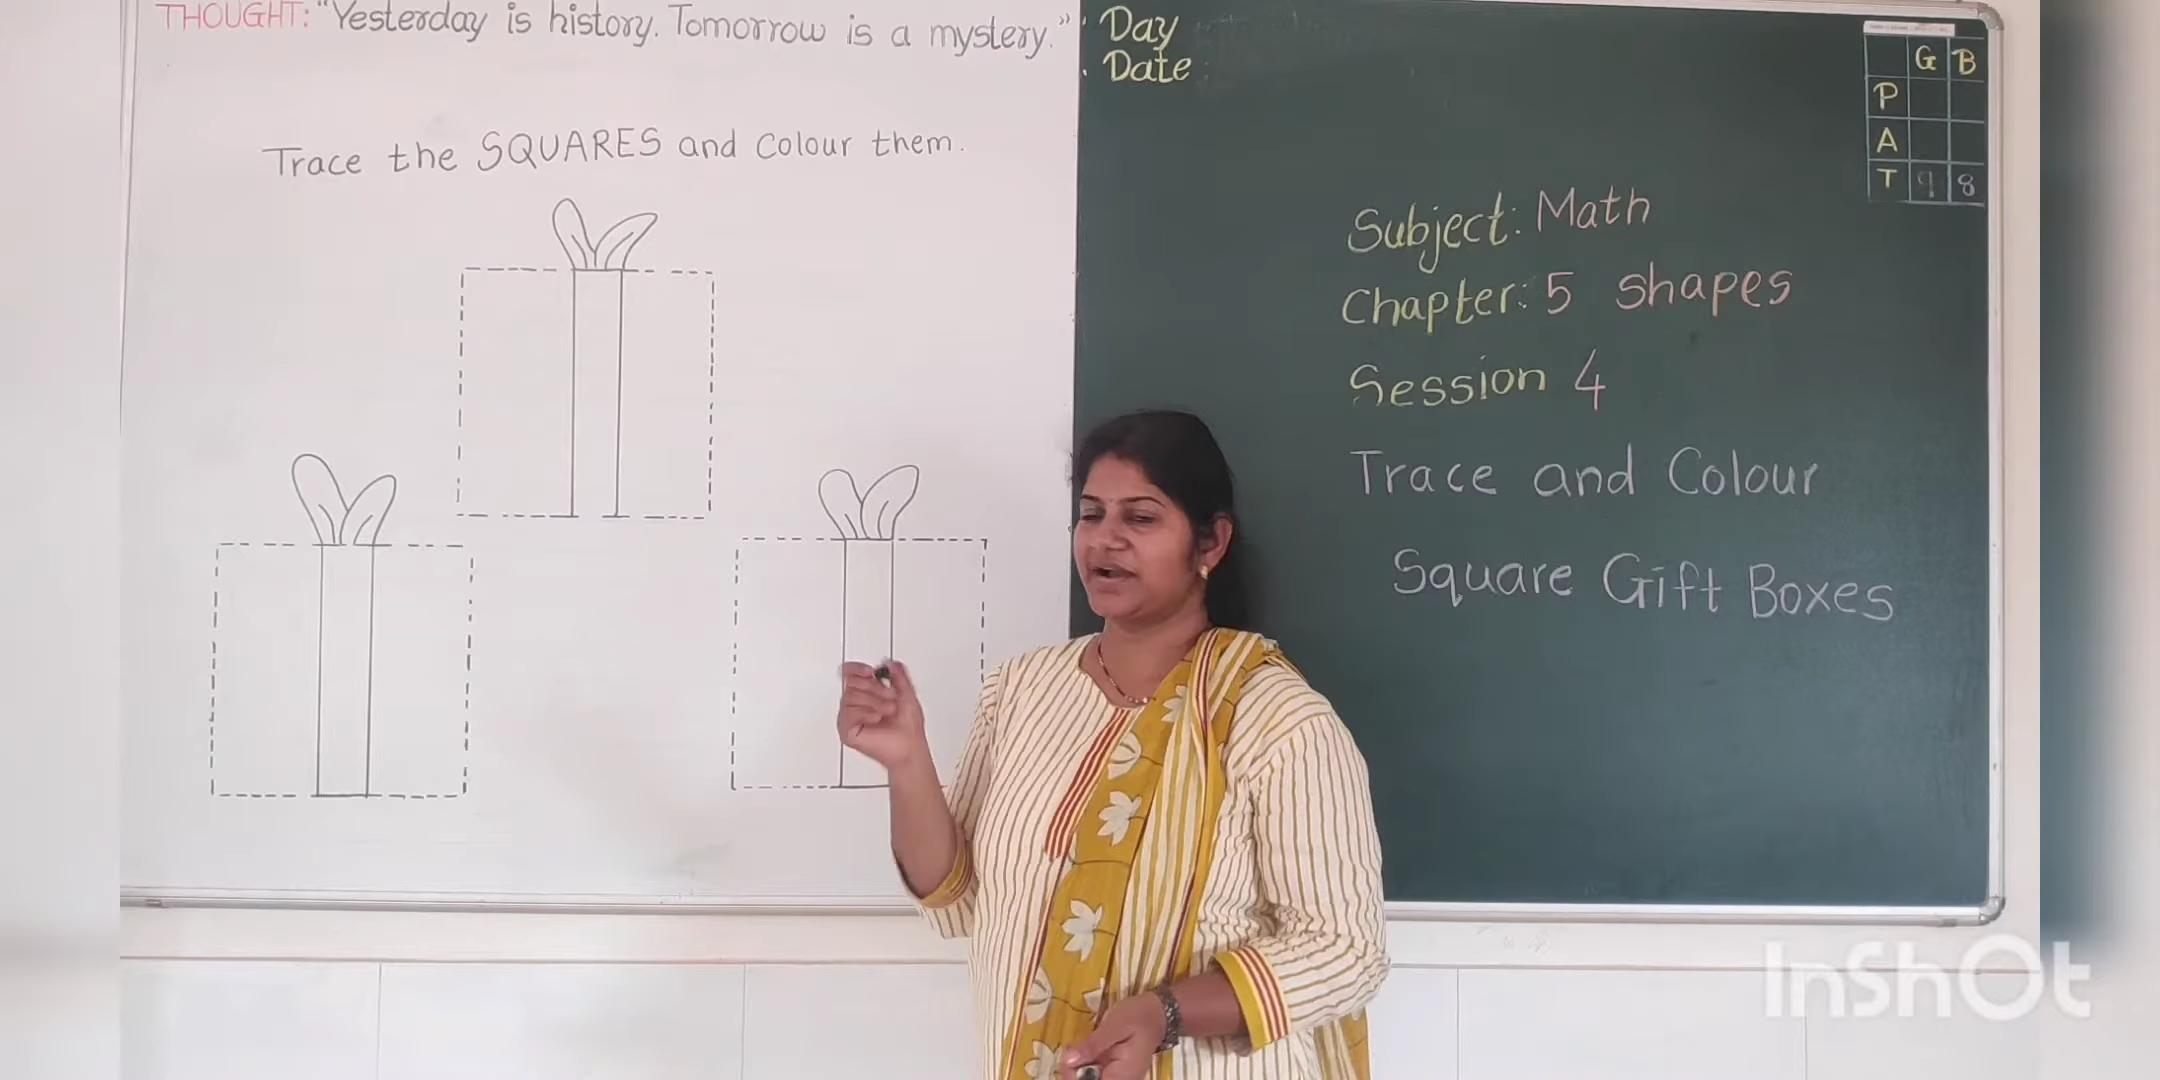 THOUGHT: "Yesterday is history. Tomorrow is a mystery."
Trace the SQUARES and Colour them.
Day
Date
G B
P
A
T 9 8
Subject: Math
Chapter: 5 shapes
Session 4
Trace and Colour
Square Gift Boxes
InShOt